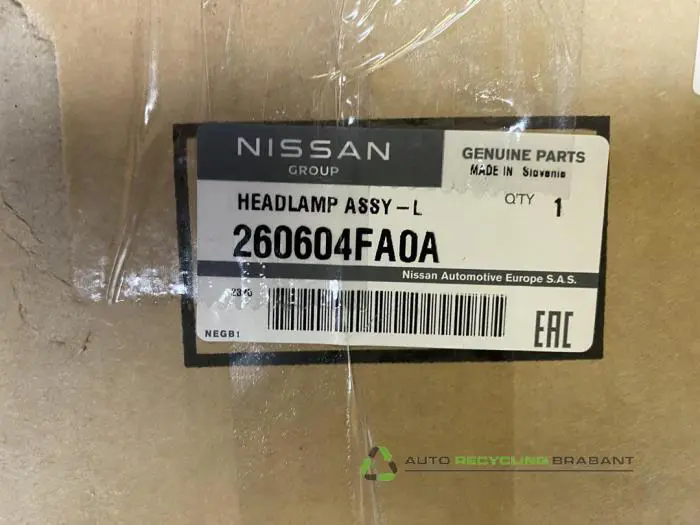 NISSAN
GROUP
GENUINE PARTS
MADE IN Slovenia
HEADLAMP ASSY-L
Q'TY 1
260604FA0A
Nissan Automotive Europe S.A.S.
NEGB1
EAC
AUTO RECYCLING BRABANT